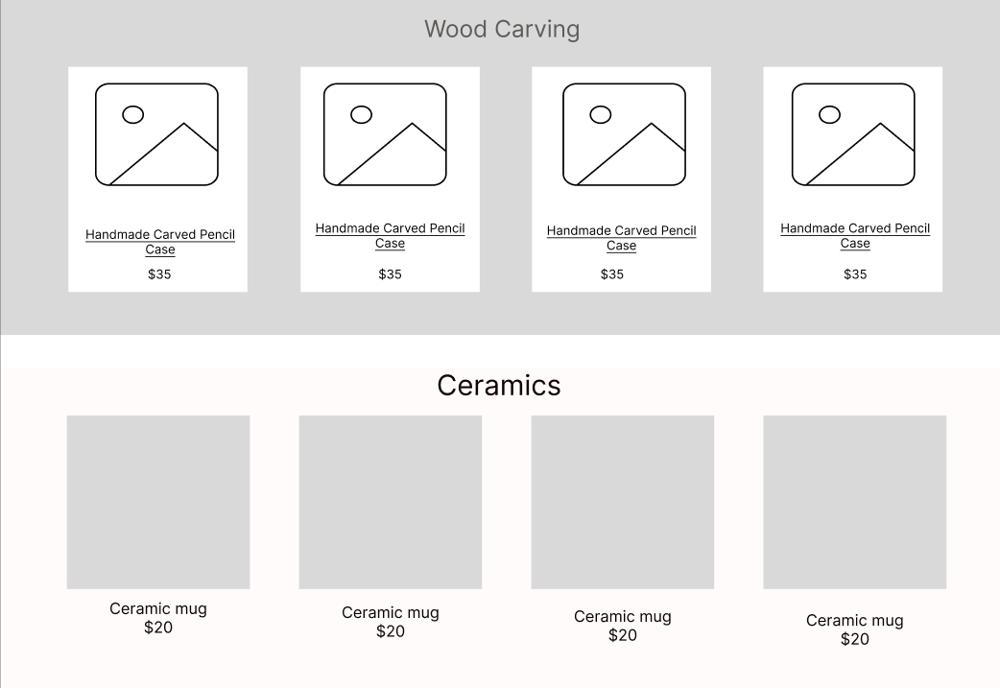 Wood Carving
Handmade Carved Pencil
Case
$35
Handmade Carved Pencil
Case
$35
Handmade Carved Pencil
Case
$35
Handmade Carved Pencil
Case
$35
Ceramics
Ceramic mug
$20
Ceramic mug
$20
Ceramic mug
$20
Ceramic mug
$20